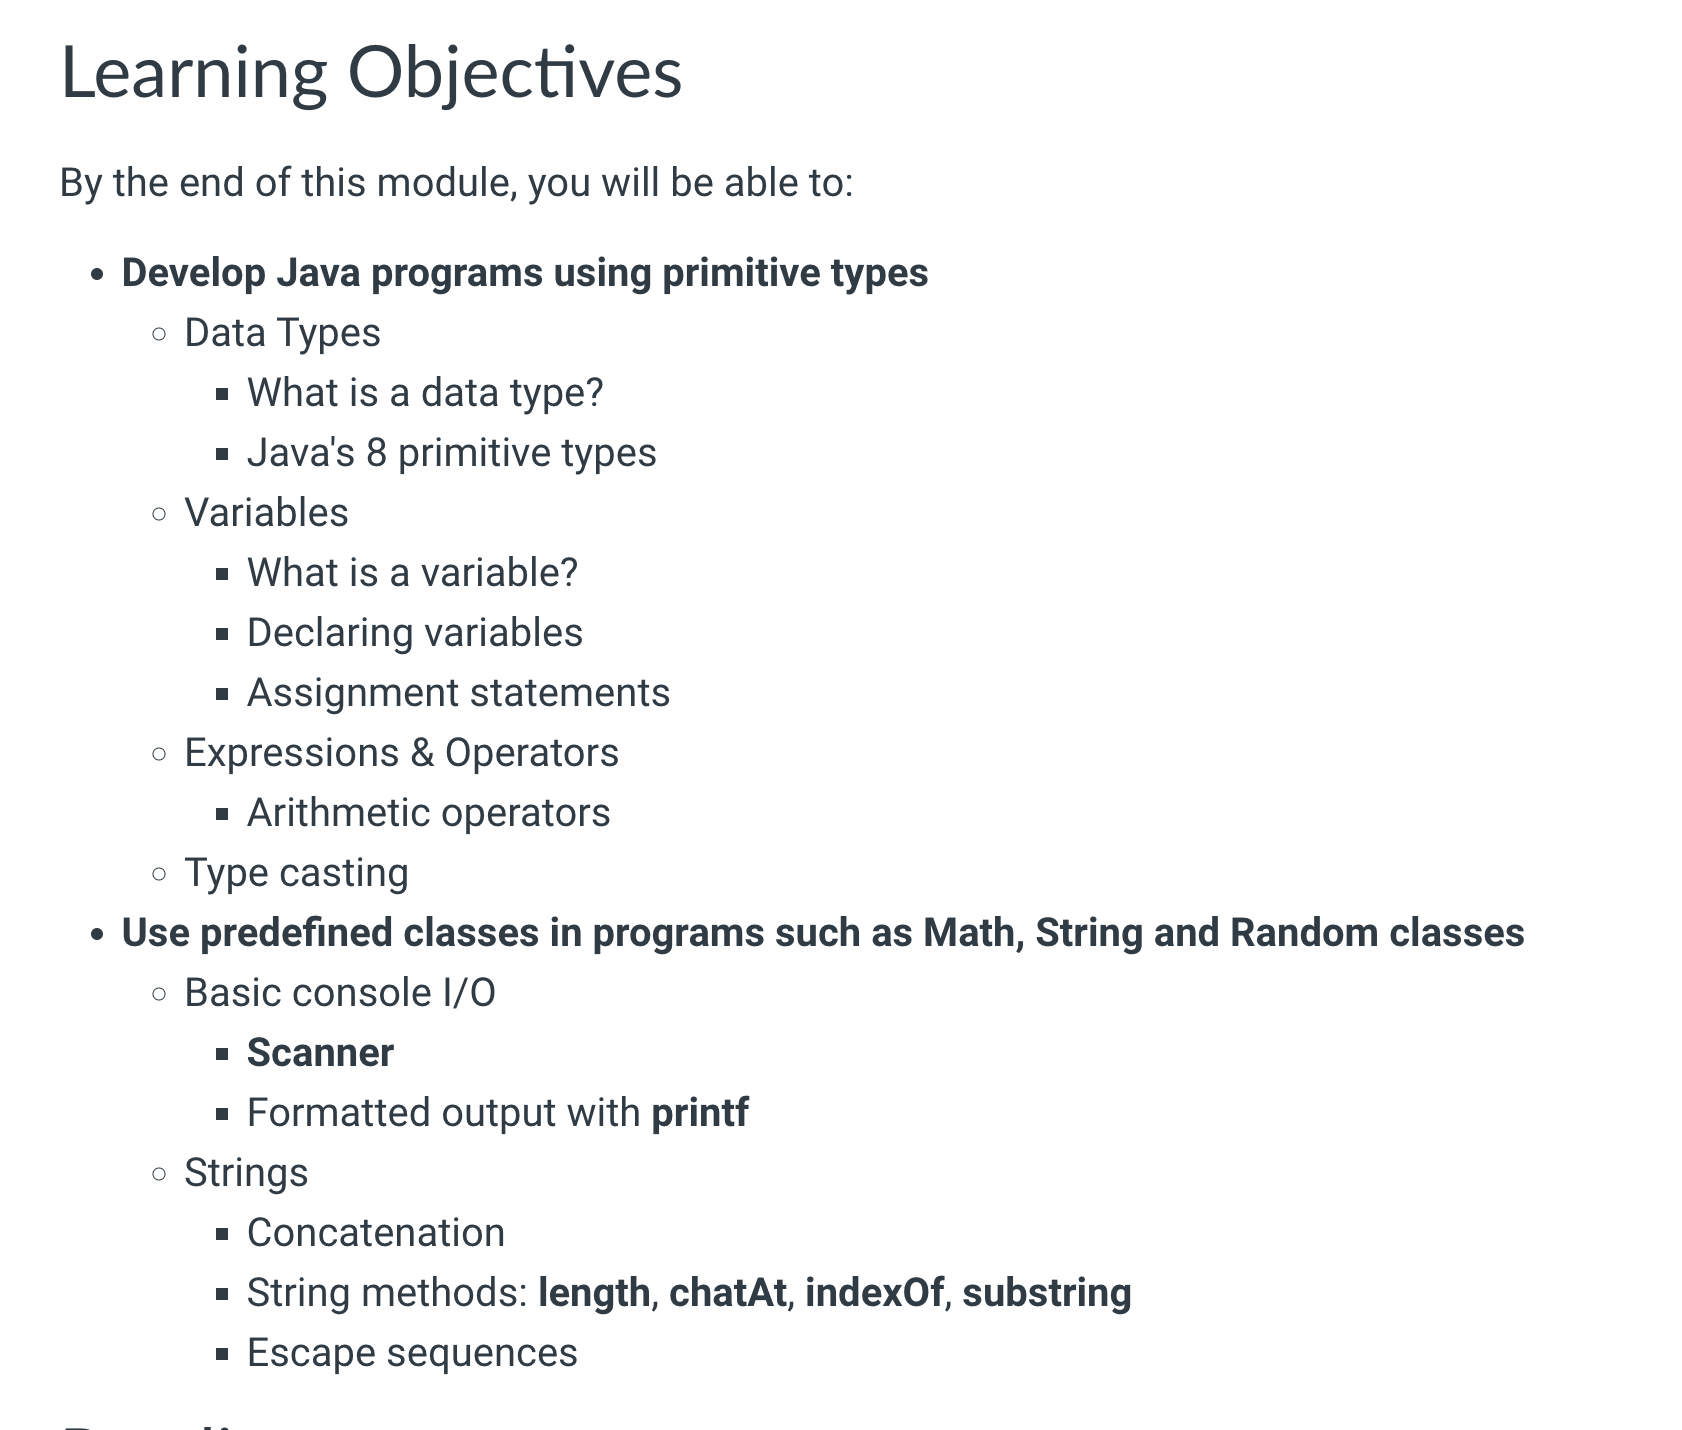 Learning Objectives
By the end of this module, you will be able to:
Develop Java programs using primitive types
Data Types
What is a data type?
Java's 8 primitive types
Variables
What is a variable?
Declaring variables
Assignment statements
Expressions & Operators
Arithmetic operators
Type casting
Use predefined classes in programs such as Math, String and Random classes
Basic console I/O
Scanner
Formatted output with printf
Strings
Concatenation
String methods: length, chatAt, indexOf, substring
Escape sequences